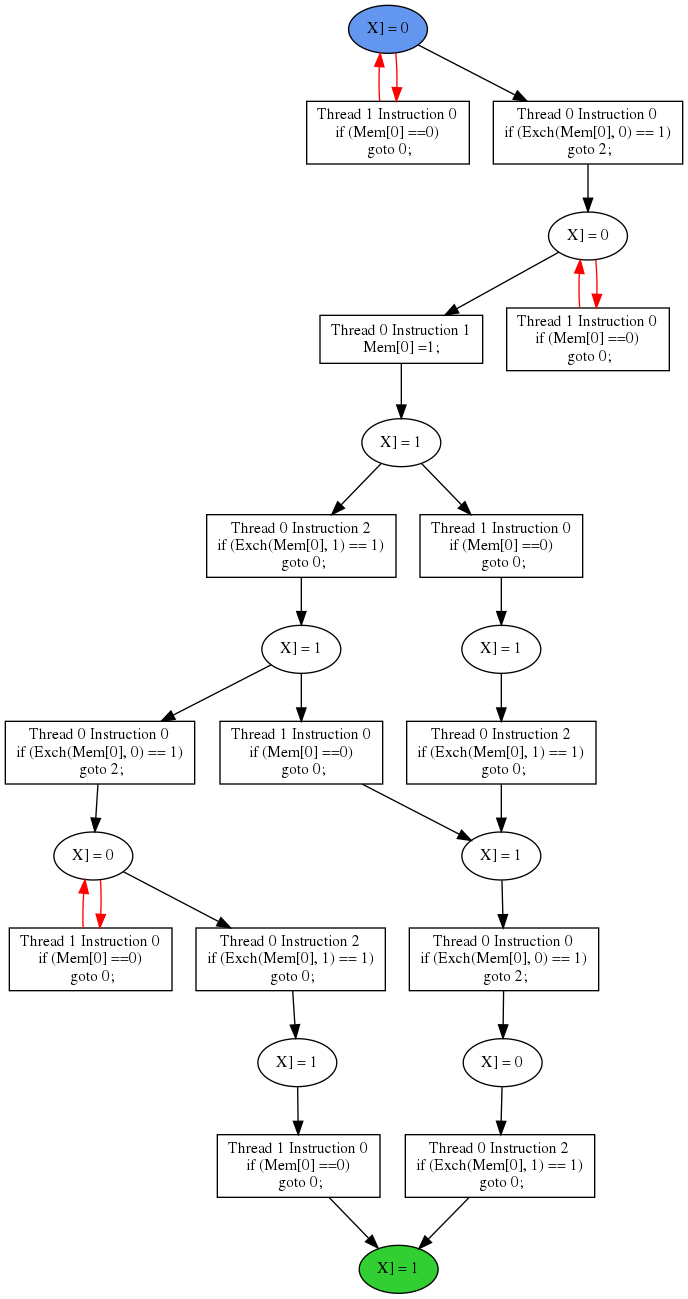 X] = 0
Thread 1 Instruction 0
if (Mem[0] ==0)
goto 0;
Thread 0 Instruction 0
if (Exch(Mem[0], 0) == 1)
goto 2;
X] = 0
Thread 0 Instruction 1
Mem[0] =1;
Thread 1 Instruction 0
if (Mem[0] ==0)
goto 0;
X] = 1
Thread 0 Instruction 2
if (Exch(Mem[0], 1) == 1)
goto 0;
Thread 1 Instruction 0
if (Mem[0] ==0)
goto 0;
X] = 1
X] = 1
Thread 0 Instruction 0
if (Exch(Mem[0], 0) == 1)
goto 2;
Thread 1 Instruction 0
if (Mem[0] ==0)
goto 0;
Thread 0 Instruction 2
if (Exch(Mem[0], 1) == 1)
goto 0;
X] = 0
X] = 1
Thread 1 Instruction 0
if (Mem[0] ==0)
goto 0;
Thread 0 Instruction 2
if (Exch(Mem[0], 1) == 1)
goto 0;
Thread 0 Instruction 0
if (Exch(Mem[0], 0) == 1)
goto 2;
X] = 1
X] = 0
Thread 1 Instruction 0
if (Mem[0] ==0)
goto 0;
Thread 0 Instruction 2
if (Exch(Mem[0], 1) == 1)
goto 0;
X] = 1